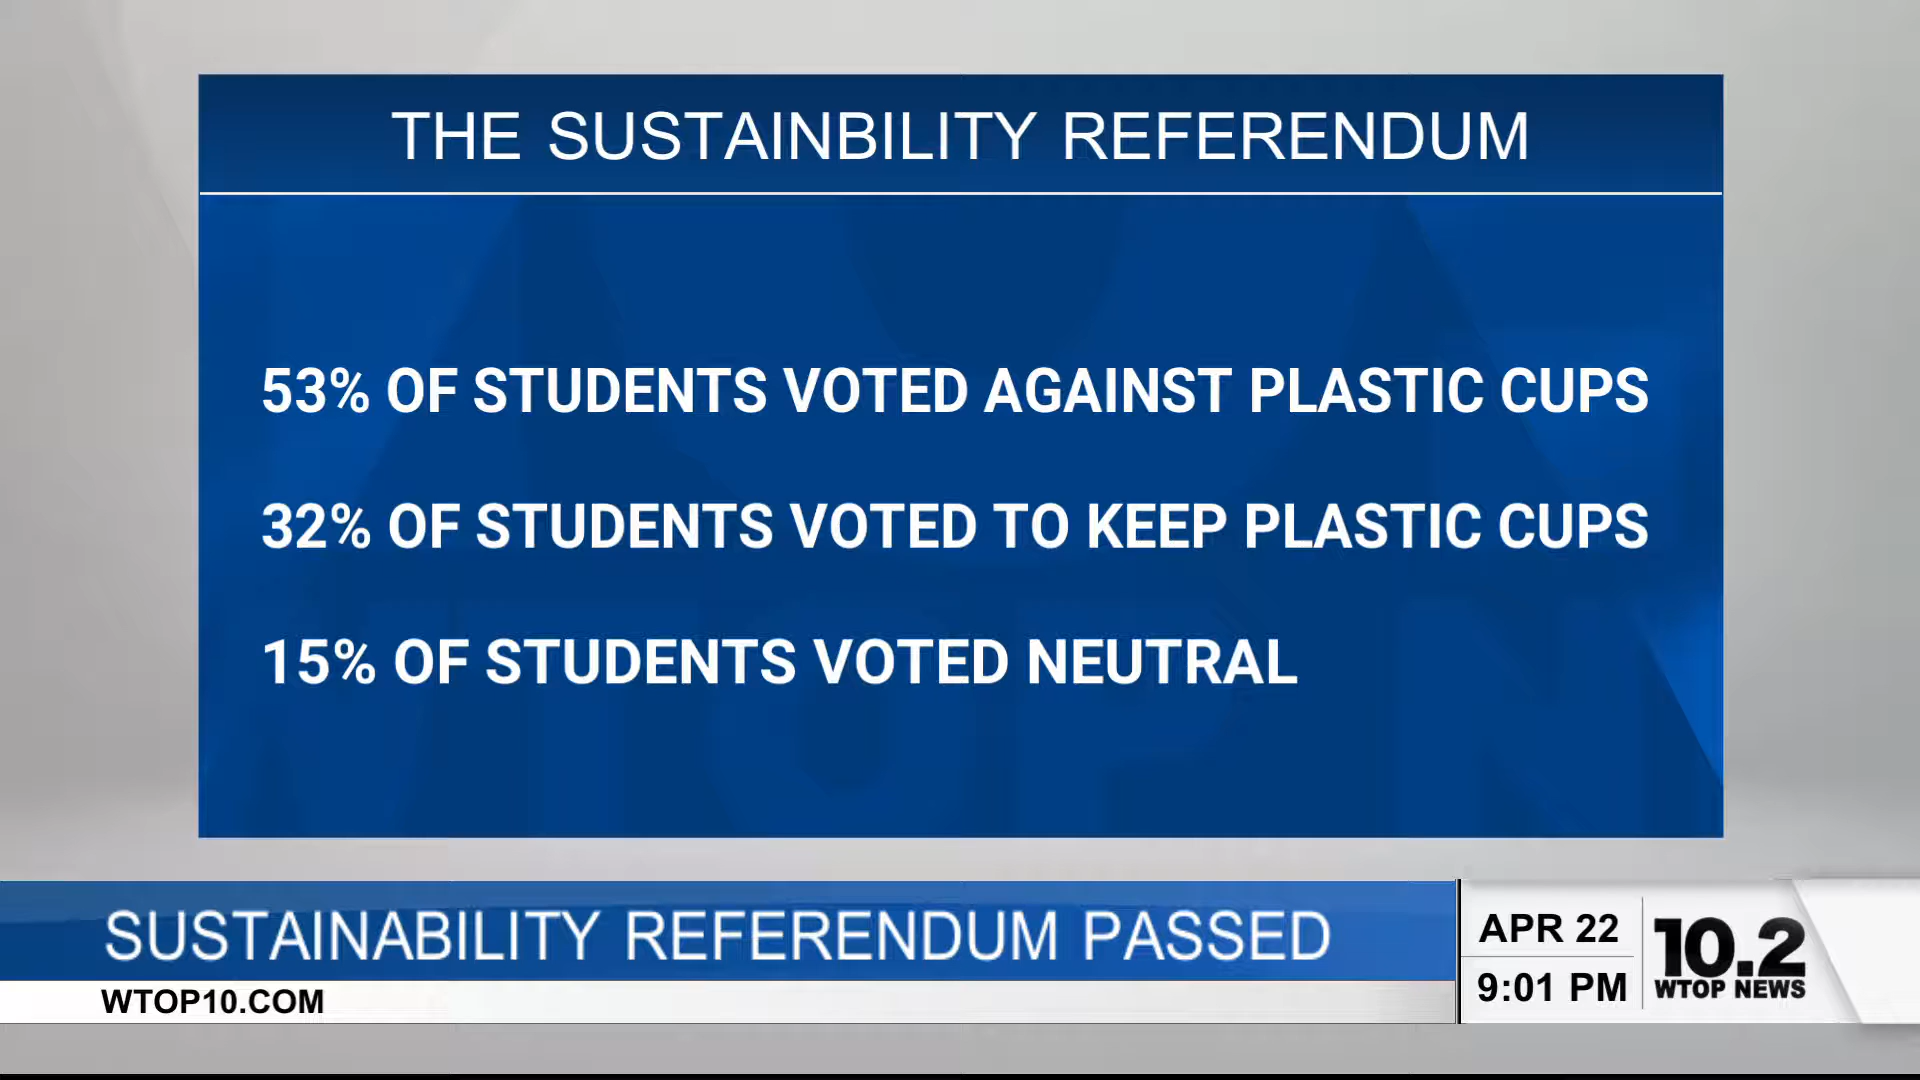 THE SUSTAINBILITY REFERENDUM
53% OF STUDENTS VOTED AGAINST PLASTIC CUPS
32% OF STUDENTS VOTED TO KEEP PLASTIC CUPS
15% OF STUDENTS VOTED NEUTRAL
SUSTAINABILITY REFERENDUM PASSED
WTOP10.COM
APR 22
9:01 PM
10.2
WTOP NEWS